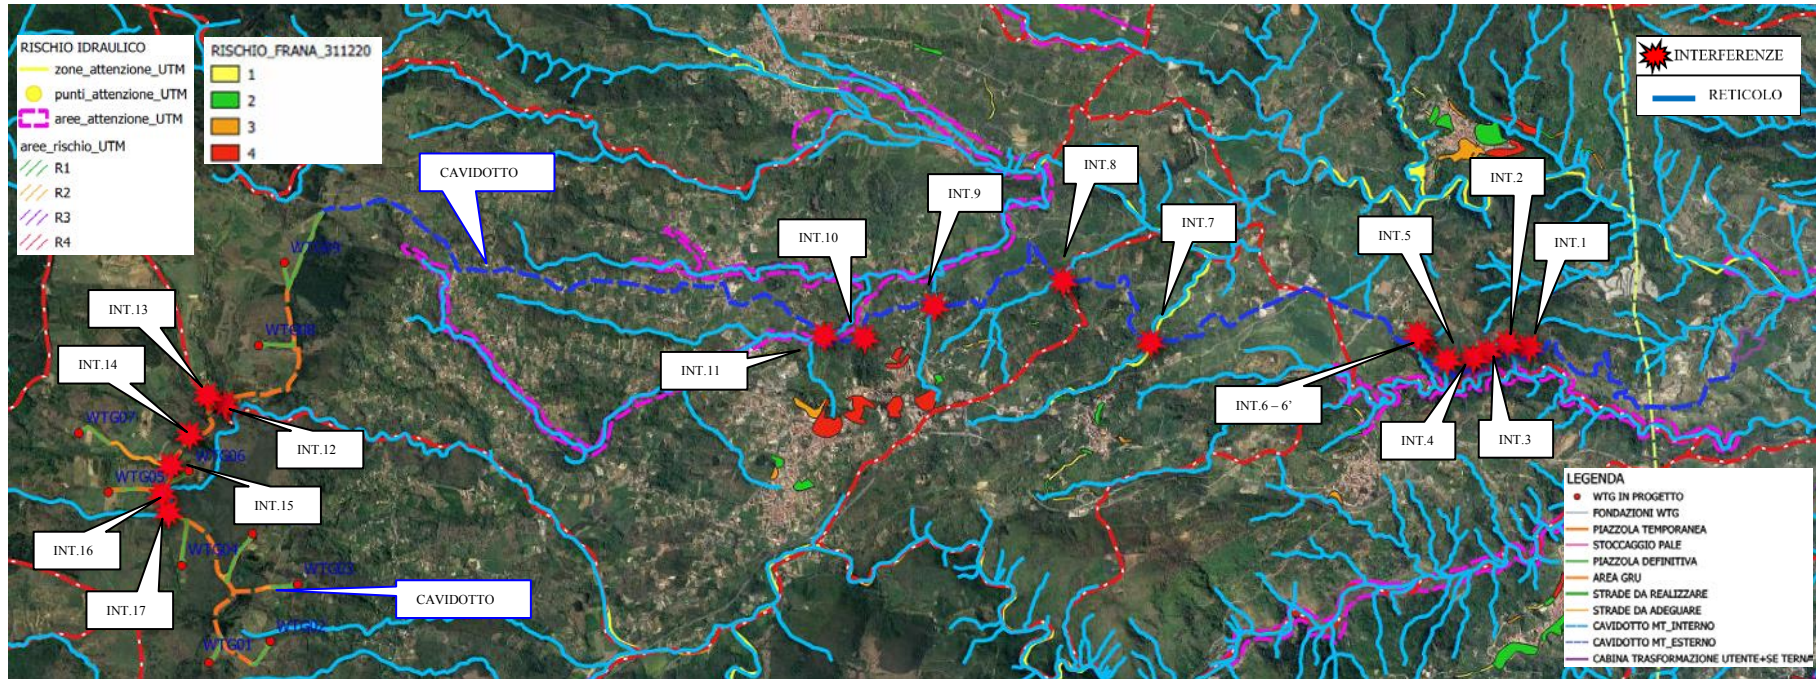 RISCHIO IDRAULICO
zone_attenzione_UTM
punti_attenzione_UTM
aree_attenzione_UTM
aree_rischio_UTM
R1
R2
R3
R4
RISCHIO_FRANA_311220
1
2
3
4
INTERFERENZE
RETICOLO
CAVIDOTTO
INT.8
INT.2
INT.9
INT.7
INT.10
INT.5
INT.1
WTG09
INT.13
WTG08
INT.14
INT.11
INT.6 – 6’
WTG07
INT.12
INT.4
INT.3
WTG06
WTG05
INT.15
INT.16
WTG04
WTG03
INT.17
CAVIDOTTO
WTG02
WTG01
LEGENDA
WTG IN PROGETTO
FONDAZIONI WTG
PIAZZOLA TEMPORANEA
STOCCAGGIO PALE
PIAZZOLA DEFINITIVA
AREA GRU
STRADE DA REALIZZARE
STRADE DA ADEGUARE
CAVIDOTTO MT_INTERNO
CAVIDOTTO MT_ESTERNO
CABINA TRASFORMAZIONE UTENTE+SE TERNA